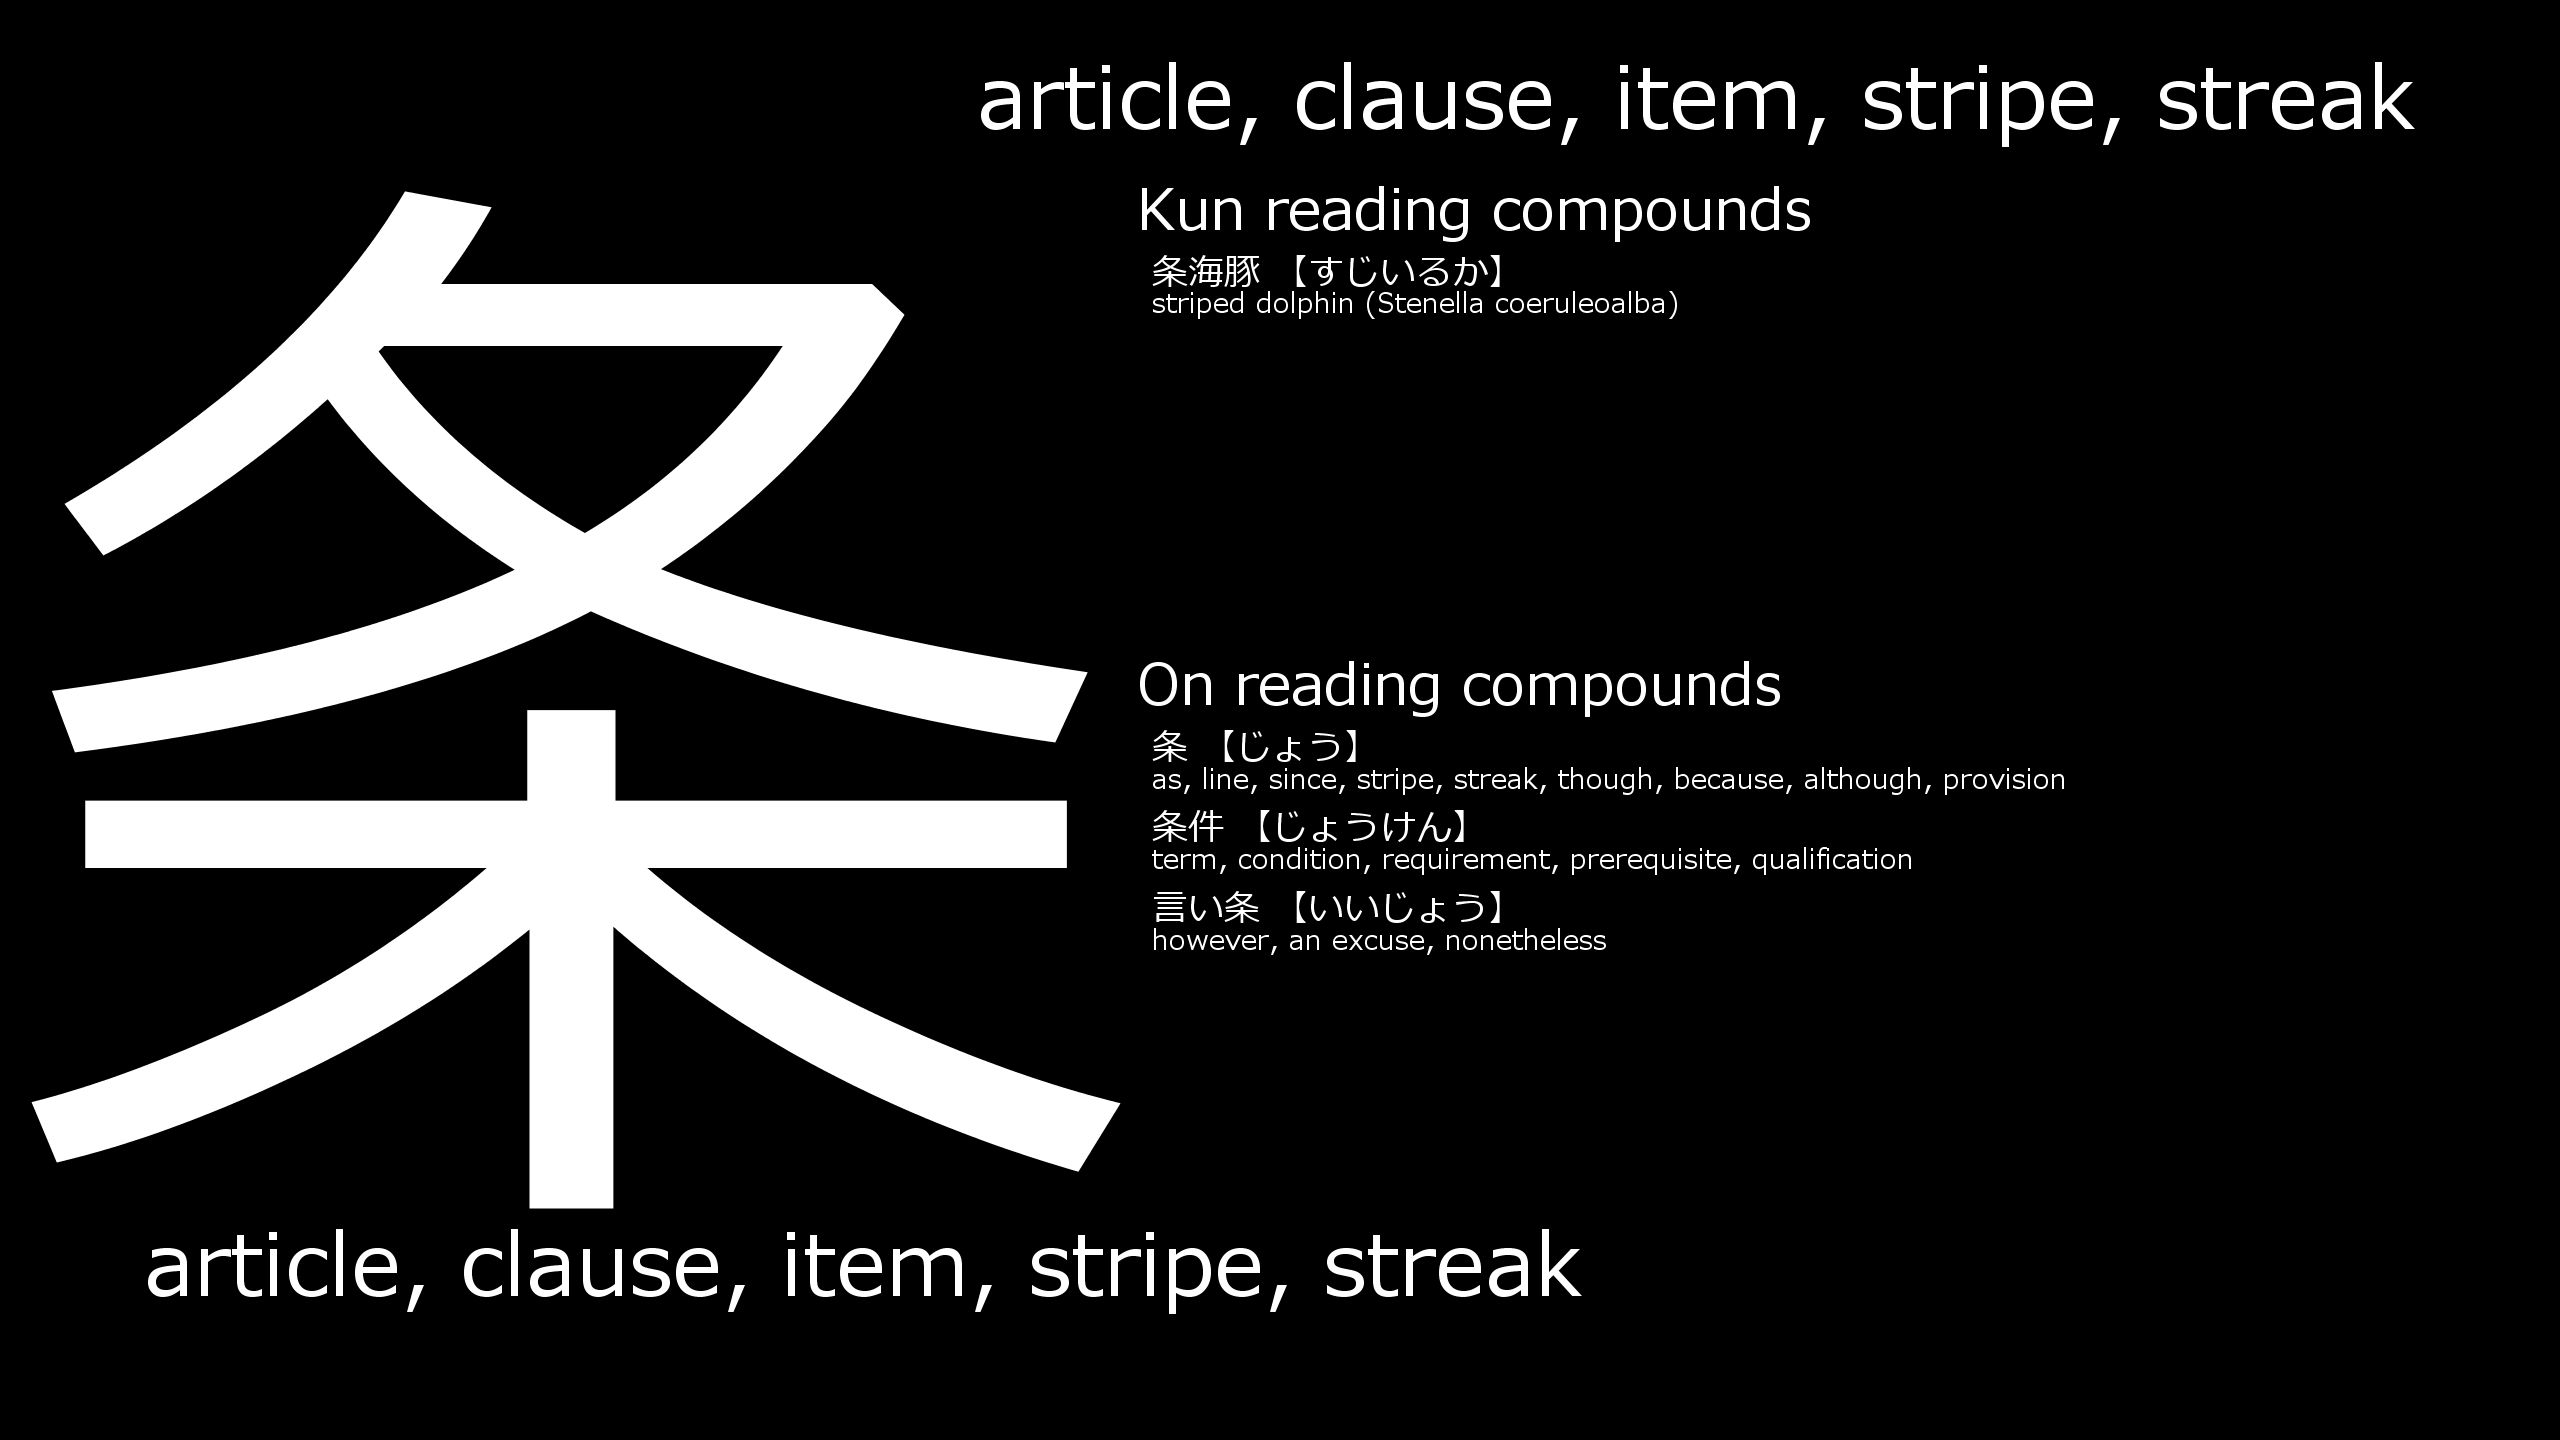 article, clause, item, stripe, streak
条
Kun reading compounds
条海豚 【すじいるか】
striped dolphin (Stenella coeruleoalba)
On reading compounds
条 【じょう】
as, line, since, stripe, streak, though, because, although, provision
条件 【じょうけん】
term, condition, requirement, prerequisite, qualification
言い条 【いいじょう】
however, an excuse, nonetheless
article, clause, item, stripe, streak